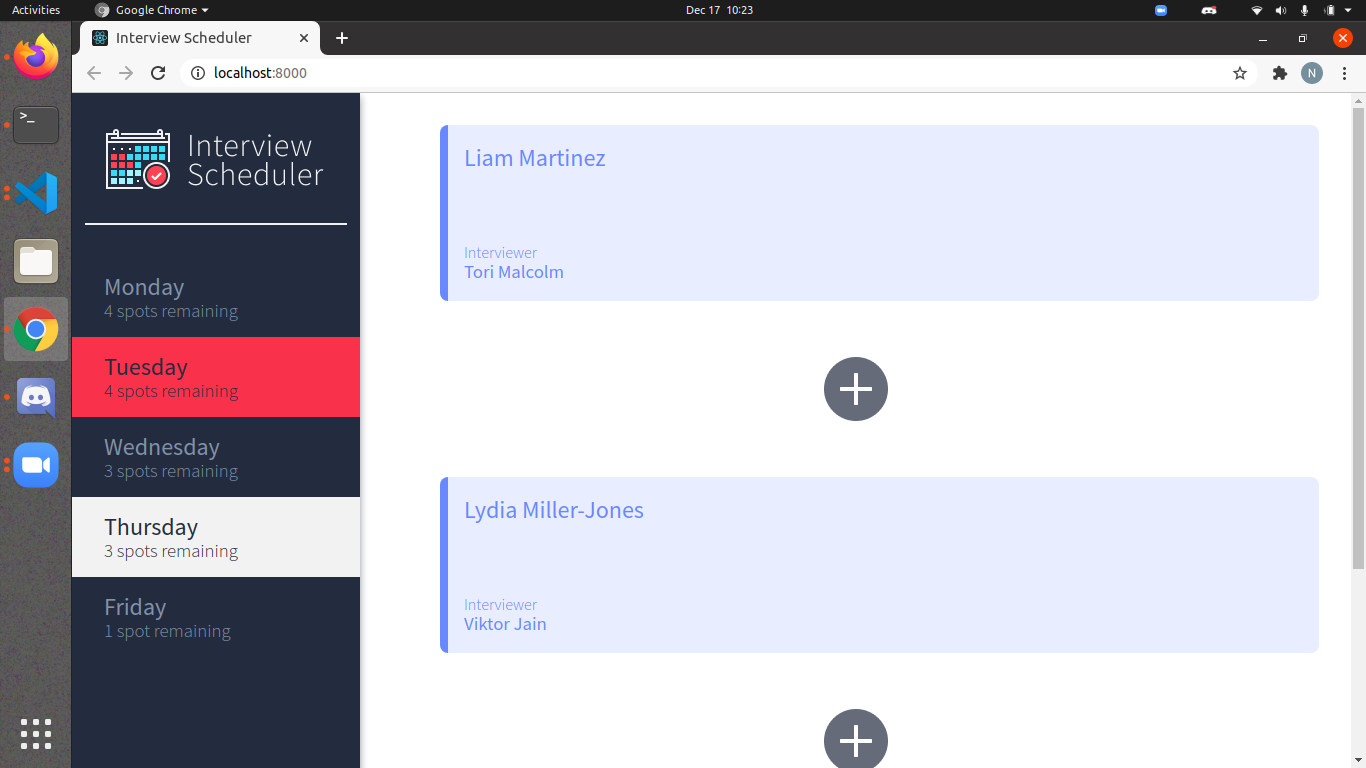 Activities
Google Chrome
Dec 17 10:23
Interview Scheduler
localhost:8000
N
>_
Interview
Scheduler
Monday
4 spots remaining
Tuesday
4 spots remaining
Wednesday
3 spots remaining
Thursday
3 spots remaining
Friday
1 spot remaining
Liam Martinez
Interviewer
Tori Malcolm
Lydia Miller-Jones
Interviewer
Viktor Jain